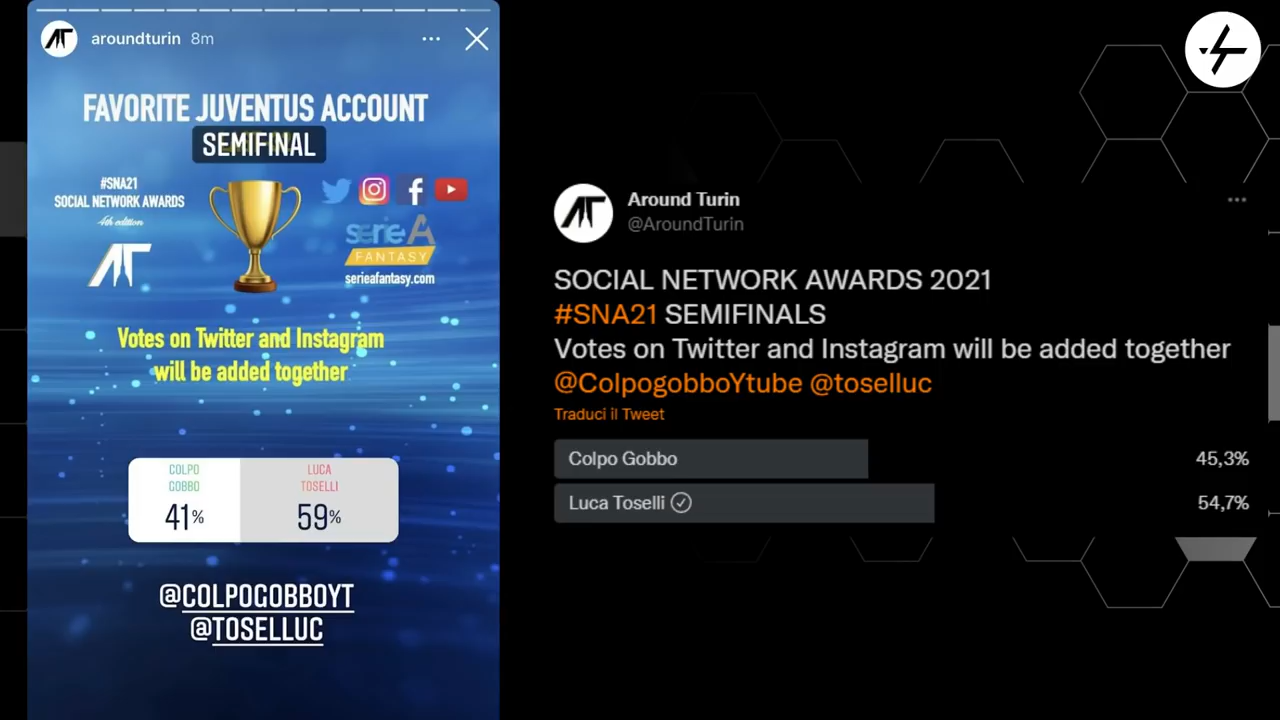 aroundturin 8m
FAVORITE JUVENTUS ACCOUNT
SEMIFINAL
#SNA21
SOCIAL NETWORK AWARDS
4th edition
AT
serie A
FANTASY
serieafantasy.com
Votes on Twitter and Instagram
will be added together
COLPO
GOBBO
41%
LUCA
TOSELLI
59%
@COLPOGOBBOYT
@TOSELLUC
Around Turin
@AroundTurin
SOCIAL NETWORK AWARDS 2021
#SNA21 SEMIFINALS
Votes on Twitter and Instagram will be added together
@ColpogobboYtube @toselluc
Traduci il Tweet
Colpo Gobbo 45,3%
Luca Toselli 54,7%